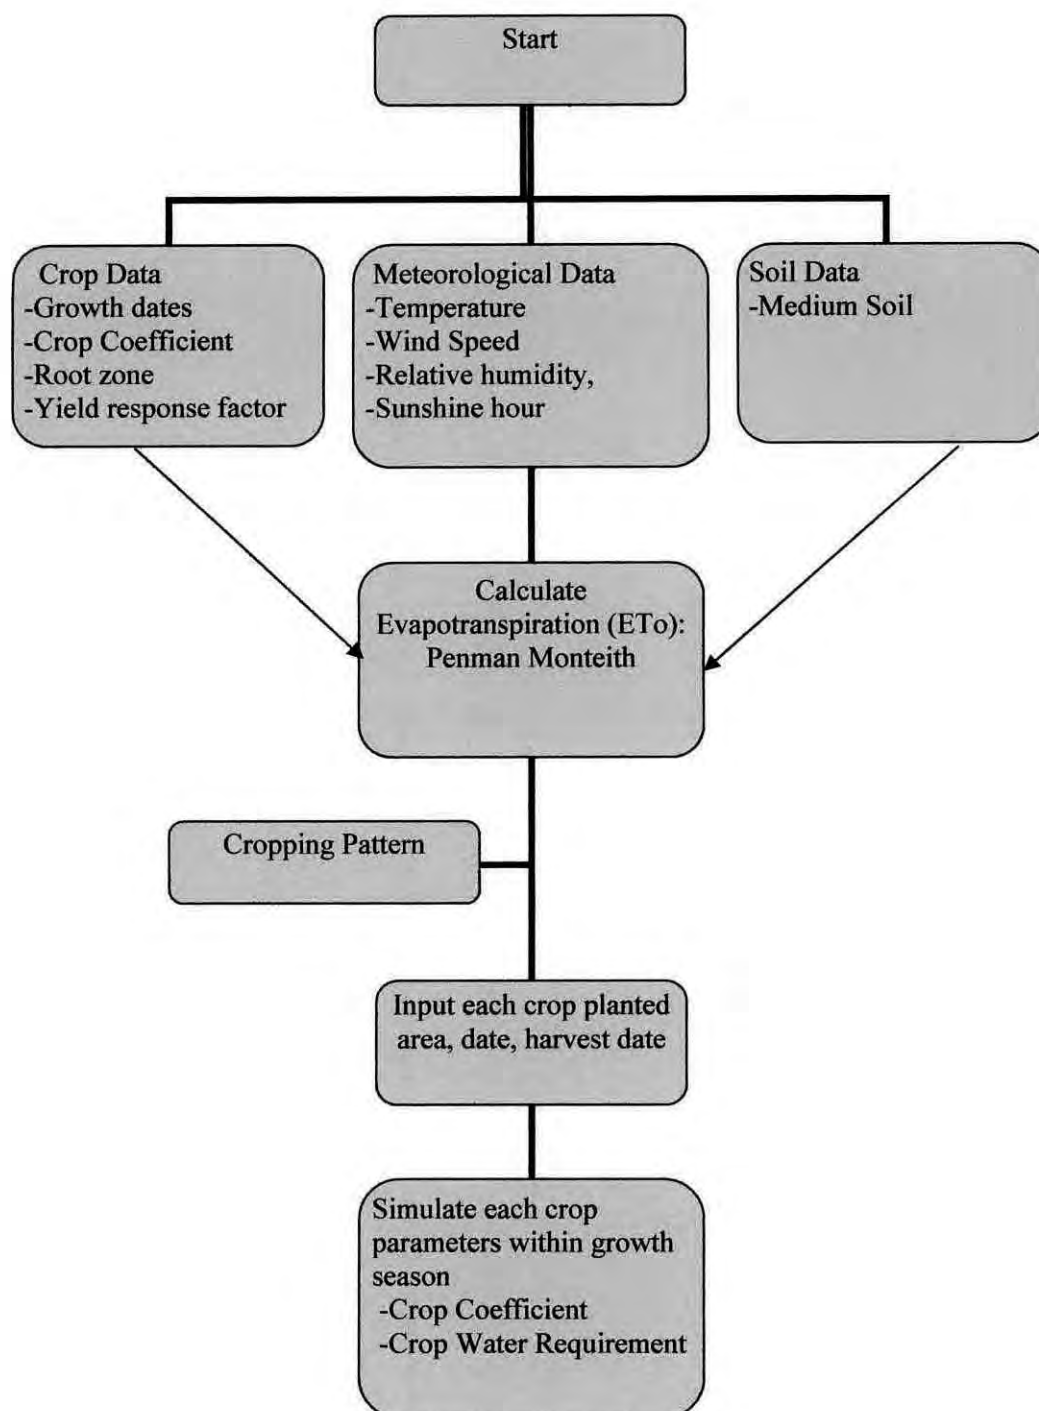 Start
Crop Data
-Growth dates
-Crop Coefficient
-Root zone
-Yield response factor
Meteorological Data
-Temperature
-Wind Speed
-Relative humidity,
-Sunshine hour
Soil Data
-Medium Soil
Calculate
Evapotranspiration (ETo):
Penman Monteith
Cropping Pattern
Input each crop planted
area, date, harvest date
Simulate each crop
parameters within growth
season
-Crop Coefficient
-Crop Water Requirement